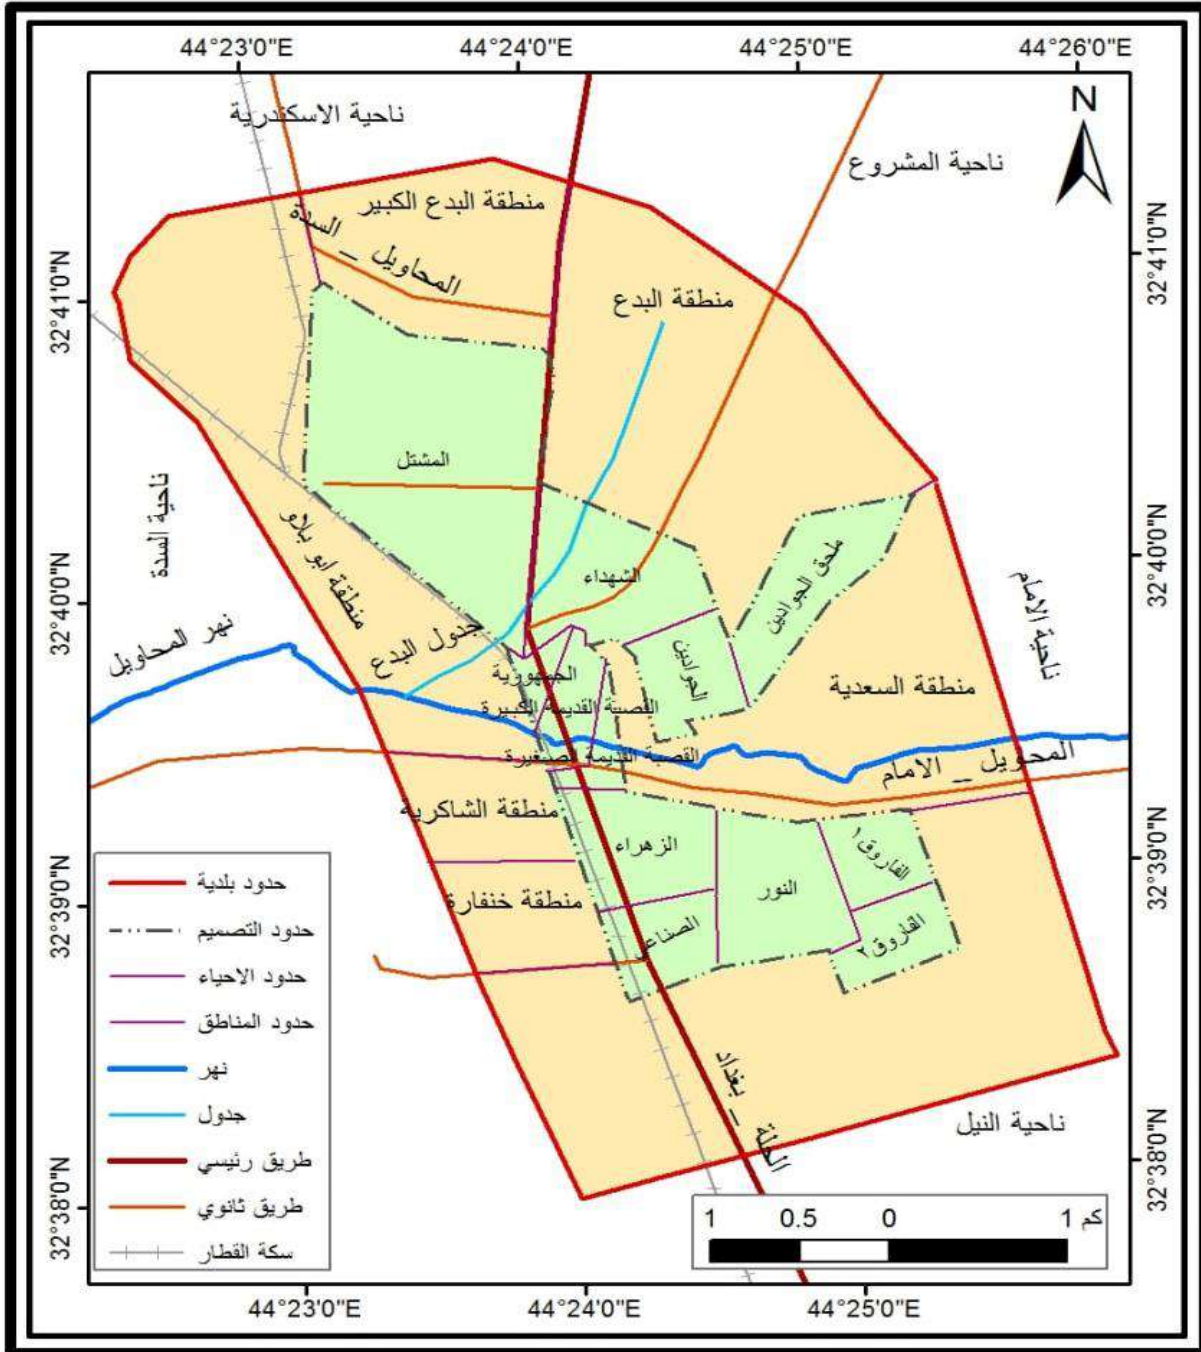 44°23'0"E
44°24'0"E
44°25'0"E
44°26'0"E
N
ناحية الاسكندرية
ناحية المشروع
منطقة البدع الكبير
المحاويل _ السدة
منطقة البدع
32°41'0"N
32°41'0"N
المشتل
ناحية السدة
منطقة ابو بلاو
ملحق الجوادين
32°40'0"N
32°40'0"N
الشهداء
ناحية الامام
نهر المحاويل
جدول البدع
الجوادين
الجمهورية
منطقة السعدية
القصبة القديمة الكبيرة
القصبة القديمة الصغيرة
المحويل _ الامام
منطقة الشاكرية
الزهراء
النور
الفاروق١
32°39'0"N
32°39'0"N
منطقة خنفارة
الصناعي
الفاروق٢
حدود بلدية
حدود التصميم
حدود الاحياء
حدود المناطق
نهر
جدول
طريق رئيسي
طريق ثانوي
سكة القطار
الحلة _ بغداد
ناحية النيل
32°38'0"N
32°38'0"N
1 0.5 0 1 كم
44°23'0"E
44°24'0"E
44°25'0"E